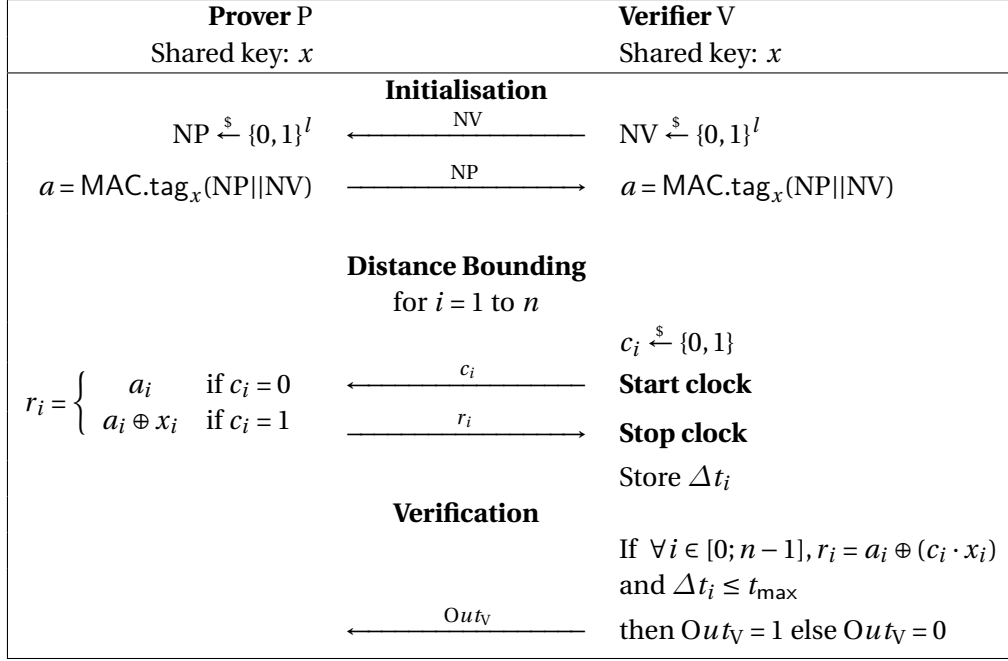 Prover P Verifier V
Shared key: x Shared key: x
Initialisation
NP $← {0, 1}^l NV NV $← {0, 1}^l
a = MAC.tag_x(NP||NV) NP a = MAC.tag_x(NP||NV)
Distance Bounding
for i = 1 to n
c_i $← {0, 1}
r_i = { a_i if c_i = 0 c_i Start clock
a_i ⊕ x_i if c_i = 1 r_i Stop clock
Store Δt_i
Verification
If ∀i ∈ [0; n − 1], r_i = a_i ⊕ (c_i · x_i)
and Δt_i ≤ t_max
Out_V then Out_V = 1 else Out_V = 0